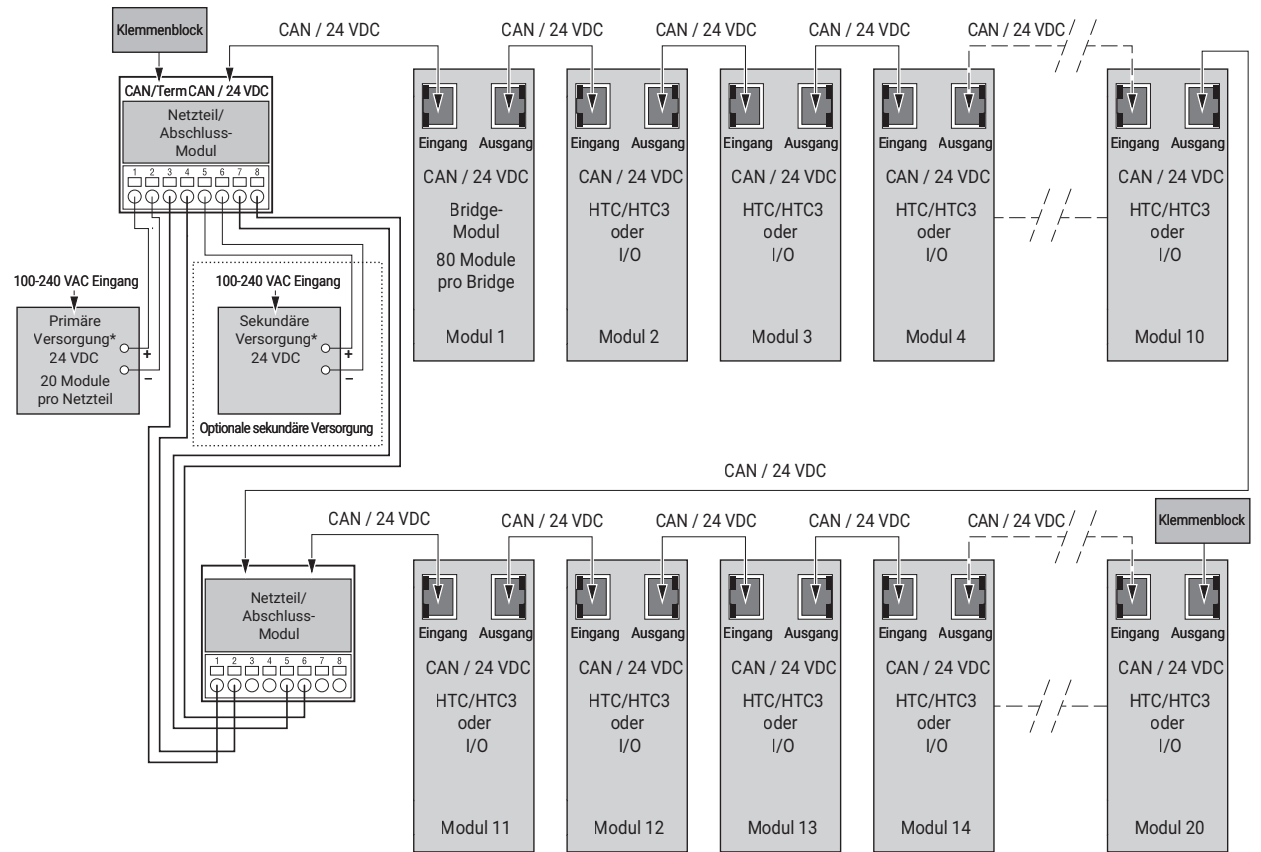 Klemmenblock
CAN / 24 VDC
CAN / 24 VDC
CAN / 24 VDC
CAN / 24 VDC
CAN / 24 VDC
CAN/Term CAN / 24 VDC
Netzteil/
Abschluss-
Modul
1 2 3 4 5 6 7 8
Eingang Ausgang
CAN / 24 VDC
Bridge-
Modul
80 Module
pro Bridge
Modul 1
Eingang Ausgang
CAN / 24 VDC
HTC/HTC3
oder
I/O
Modul 2
Eingang Ausgang
CAN / 24 VDC
HTC/HTC3
oder
I/O
Modul 3
Eingang Ausgang
CAN / 24 VDC
HTC/HTC3
oder
I/O
Modul 4
Eingang Ausgang
CAN / 24 VDC
HTC/HTC3
oder
I/O
Modul 10
100-240 VAC Eingang
Primäre
Versorgung*
24 VDC
20 Module
pro Netzteil
+
–
100-240 VAC Eingang
Sekundäre
Versorgung*
24 VDC
+
–
Optionale sekundäre Versorgung
CAN / 24 VDC
CAN / 24 VDC
CAN / 24 VDC
CAN / 24 VDC
CAN / 24 VDC
CAN / 24 VDC
Klemmenblock
Netzteil/
Abschluss-
Modul
1 2 3 4 5 6 7 8
Eingang Ausgang
CAN / 24 VDC
HTC/HTC3
oder
I/O
Modul 11
Eingang Ausgang
CAN / 24 VDC
HTC/HTC3
oder
I/O
Modul 12
Eingang Ausgang
CAN / 24 VDC
HTC/HTC3
oder
I/O
Modul 13
Eingang Ausgang
CAN / 24 VDC
HTC/HTC3
oder
I/O
Modul 14
Eingang Ausgang
CAN / 24 VDC
HTC/HTC3
oder
I/O
Modul 20